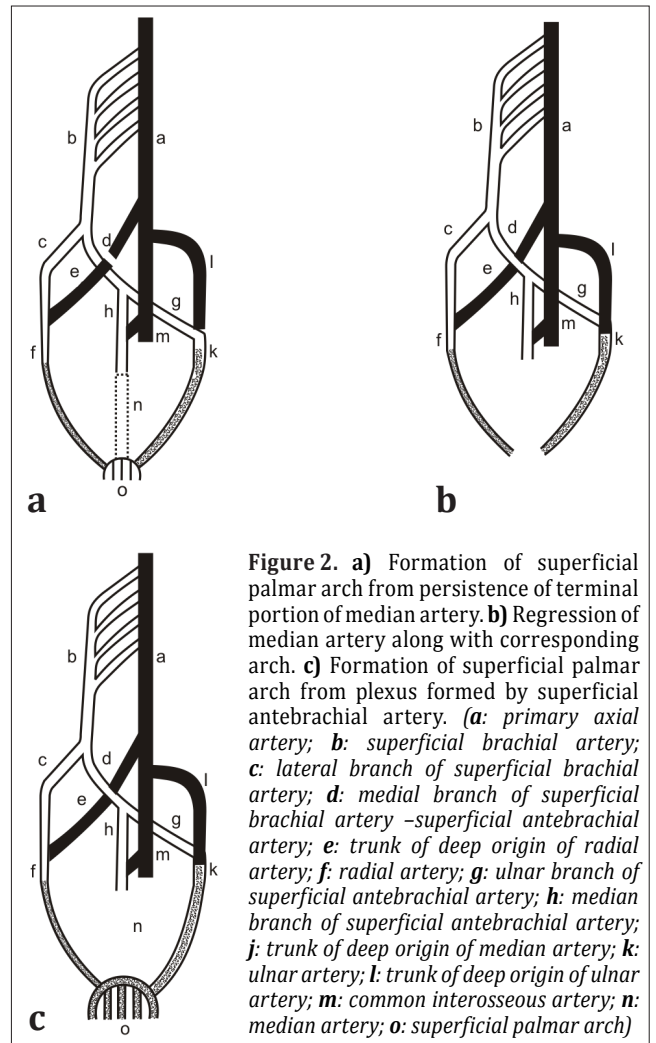 b
a
c
d
e
l
g
h
m
f
k
n
o
a
b
a
c
d
e
l
g
h
m
f
k
b
b
a
c
d
e
l
g
h
m
f
k
n
o
c
Figure 2. a) Formation of superficial
palmar arch from persistence of terminal
portion of median artery. b) Regression of
median artery along with corresponding
arch. c) Formation of superficial palmar
arch from plexus formed by superficial
antebrachial artery. (a: primary axial
artery; b: superficial brachial artery;
c: lateral branch of superficial brachial
artery; d: medial branch of superficial
brachial artery –superficial antebrachial
artery; e: trunk of deep origin of radial
artery; f: radial artery; g: ulnar branch of
superficial antebrachial artery; h: median
branch of superficial antebrachial artery;
j: trunk of deep origin of median artery; k:
ulnar artery; l: trunk of deep origin of ulnar
artery; m: common interosseous artery; n:
median artery; o: superficial palmar arch)